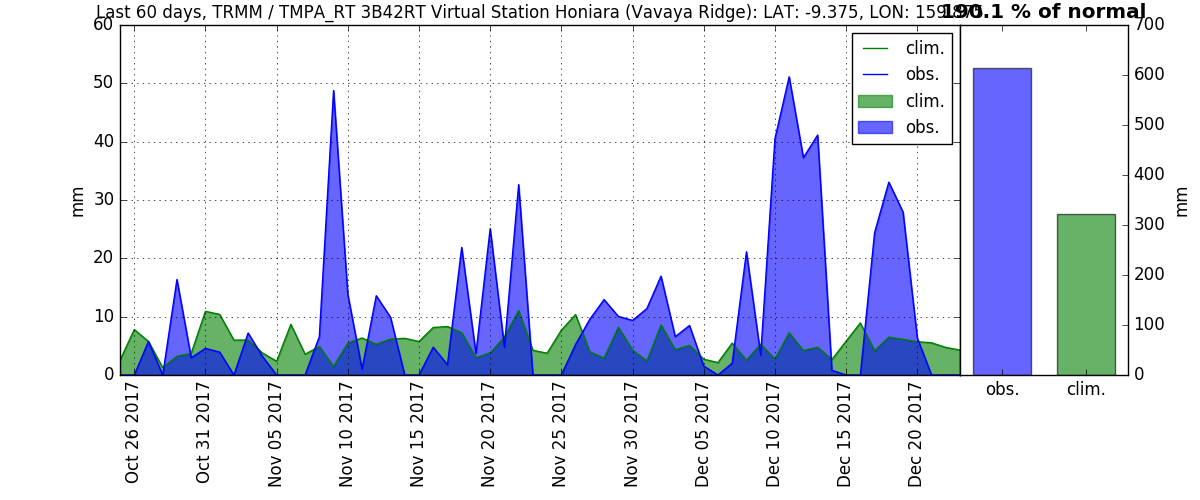 Last 60 days, TRMM / TMPA_RT 3B42RT Virtual Station Honiara (Vavaya Ridge): LAT: -9.375, LON:
190.1 % of normal
60
50
40
30
20
10
0
mm
clim.
obs.
clim.
obs.
700
600
500
400
300
200
100
0
mm
obs.
clim.
Oct 26 2017
Oct 31 2017
Nov 05 2017
Nov 10 2017
Nov 15 2017
Nov 20 2017
Nov 25 2017
Nov 30 2017
Dec 05 2017
Dec 10 2017
Dec 15 2017
Dec 20 2017